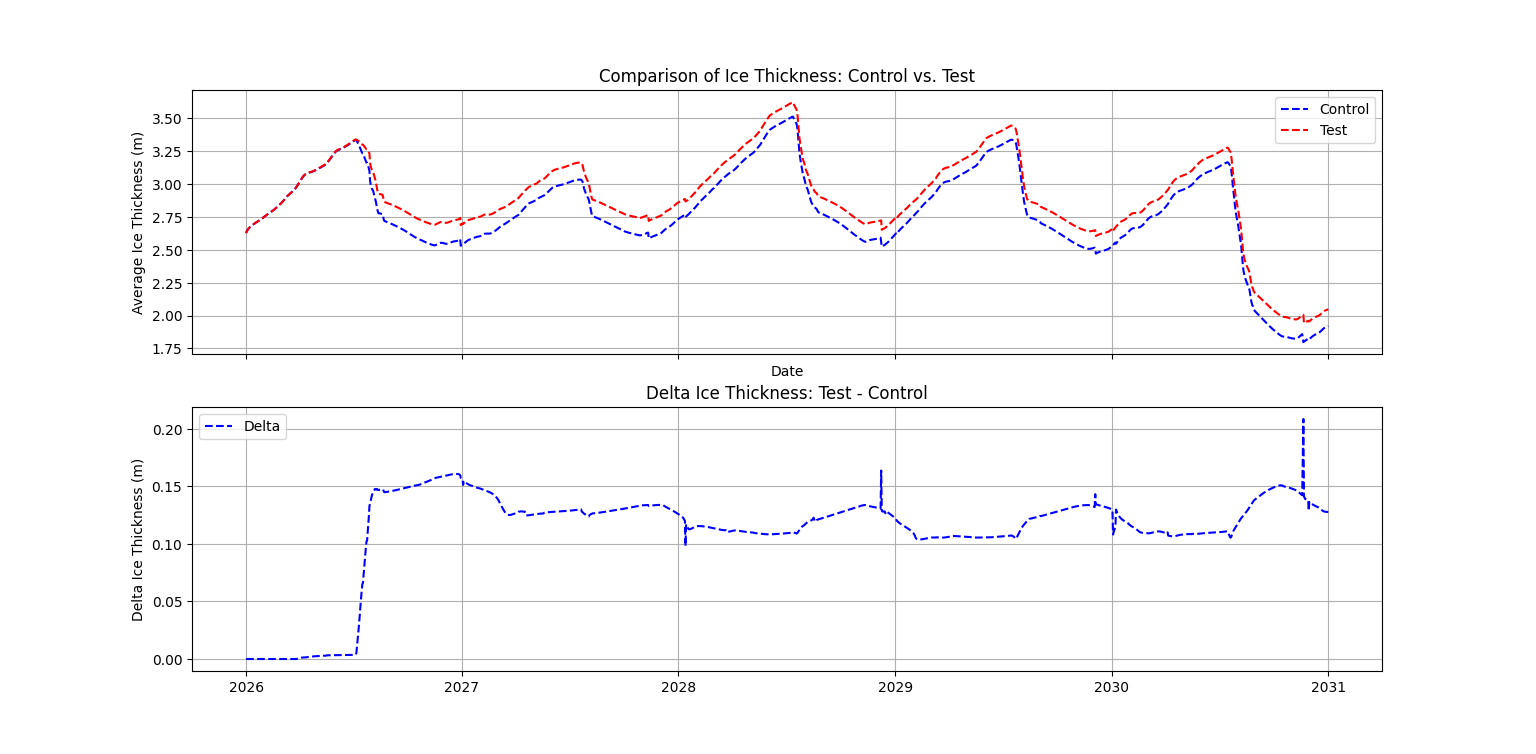 Comparison of Ice Thickness: Control vs. Test
Average Ice Thickness (m)
3.50
3.25
3.00
2.75
2.50
2.25
2.00
1.75
Control
Test
Date
Delta Ice Thickness: Test - Control
Delta Ice Thickness (m)
0.20
0.15
0.10
0.05
0.00
Delta
2026
2027
2028
2029
2030
2031